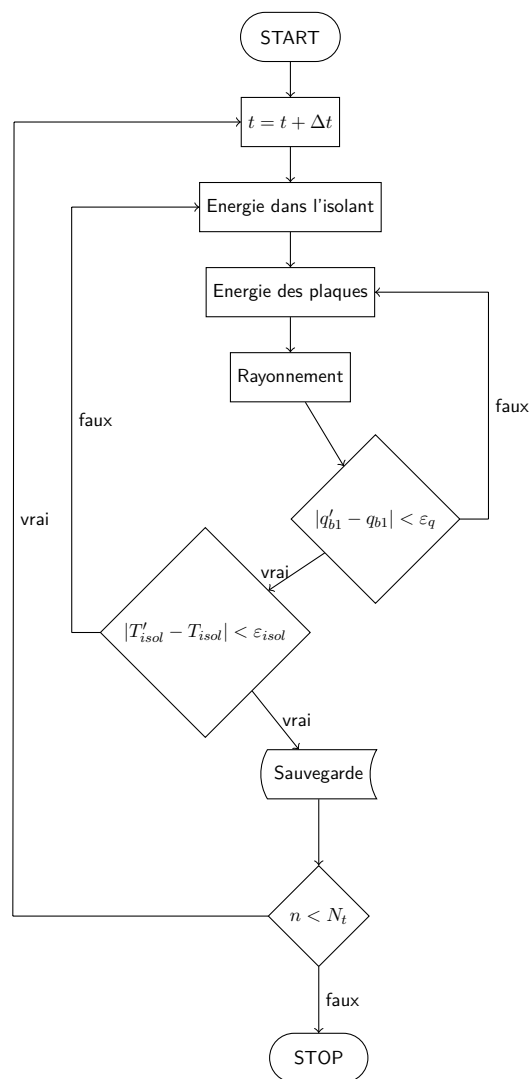 START
t = t + Δt
Energie dans l'isolant
Energie des plaques
Rayonnement
faux
faux
vrai
|q′_{b1} − q_{b1}| < ε_q
vrai
|T′_{isol} − T_{isol}| < ε_{isol}
vrai
Sauvegarde
n < N_t
faux
STOP